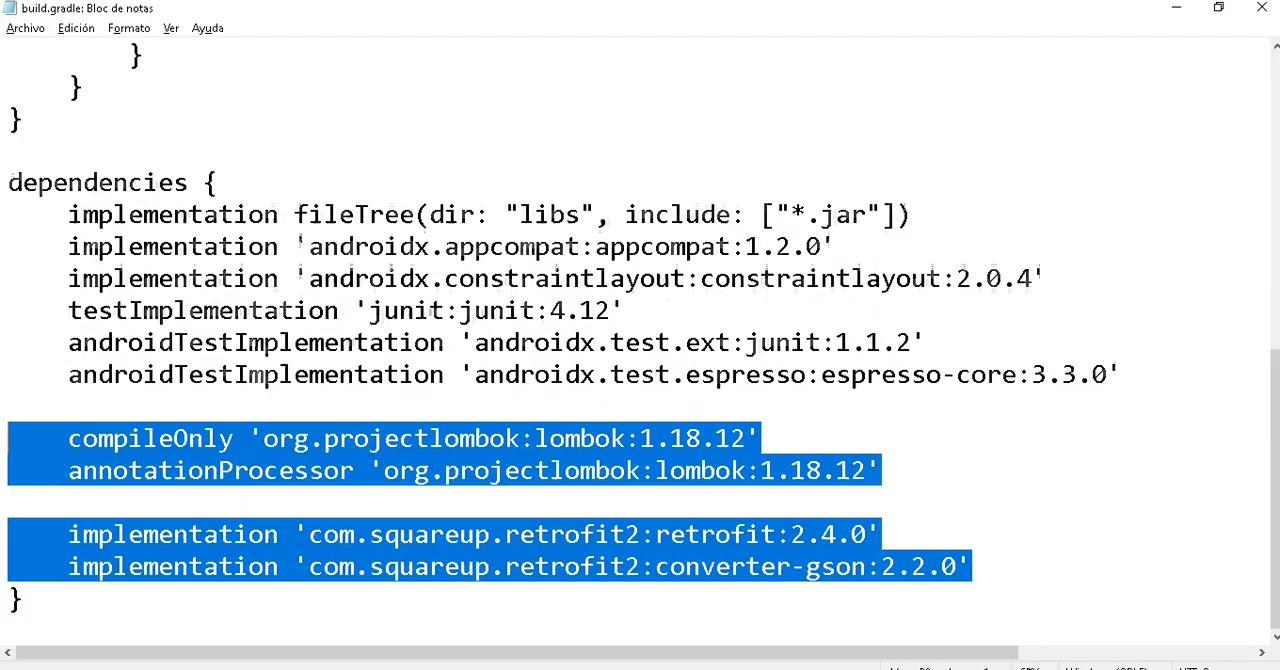 build.gradle: Bloc de notas
Archivo Edición Formato Ver Ayuda
        }
    }
}
dependencies {
    implementation fileTree(dir: "libs", include: ["*.jar"])
    implementation 'androidx.appcompat:appcompat:1.2.0'
    implementation 'androidx.constraintlayout:constraintlayout:2.0.4'
    testImplementation 'junit:junit:4.12'
    androidTestImplementation 'androidx.test.ext:junit:1.1.2'
    androidTestImplementation 'androidx.test.espresso:espresso-core:3.3.0'
    compileOnly 'org.projectlombok:lombok:1.18.12'
    annotationProcessor 'org.projectlombok:lombok:1.18.12'
    implementation 'com.squareup.retrofit2:retrofit:2.4.0'
    implementation 'com.squareup.retrofit2:converter-gson:2.2.0'
}